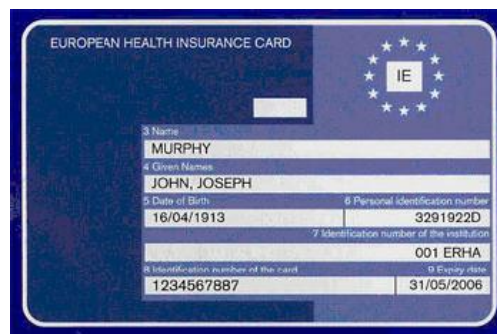 EUROPEAN HEALTH INSURANCE CARD
IE
3 Name
MURPHY
4 Given Names
JOHN, JOSEPH
5 Date of Birth 6 Personal identification number
16/04/1913 3291922D
7 Identification number of the institution
001 ERHA
8 Identification number of the card 9 Expiry date
1234567887 31/05/2006